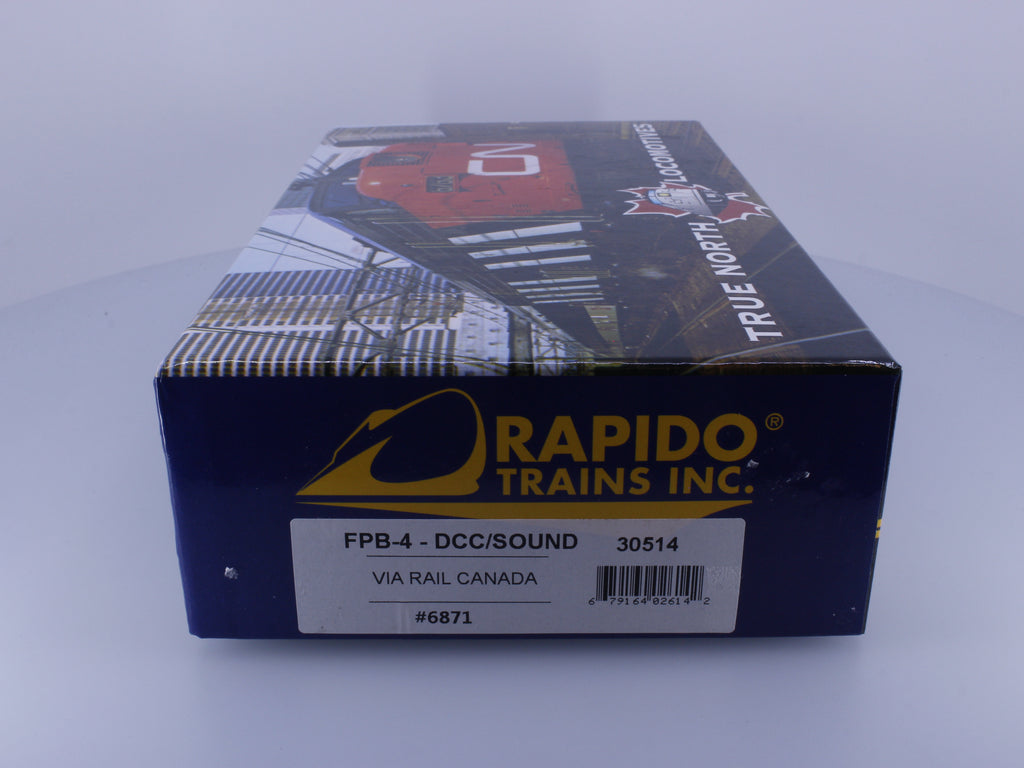 CN
TRUE NORTH LOCOMOTIVES
RAPIDO®
TRAINS INC.
FPB-4 - DCC/SOUND 30514
VIA RAIL CANADA
#6871
6 79164 02614 2